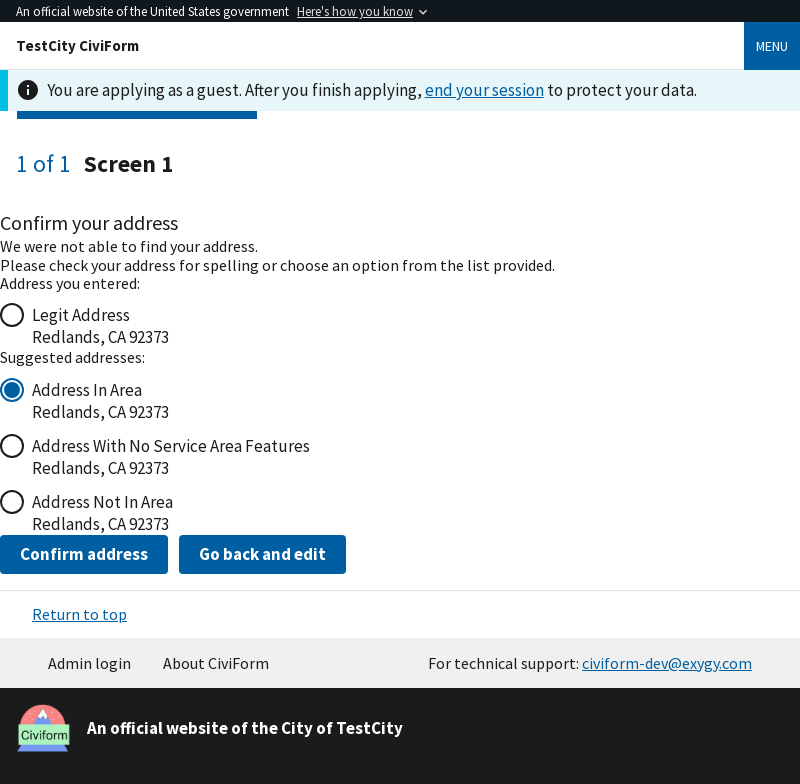 An official website of the United States government Here's how you know
TestCity CiviForm
MENU
You are applying as a guest. After you finish applying, end your session to protect your data.
1 of 1 Screen 1
Confirm your address
We were not able to find your address.
Please check your address for spelling or choose an option from the list provided.
Address you entered:
Legit Address
Redlands, CA 92373
Suggested addresses:
Address In Area
Redlands, CA 92373
Address With No Service Area Features
Redlands, CA 92373
Address Not In Area
Redlands, CA 92373
Confirm address Go back and edit
Return to top
Admin login About CiviForm For technical support: civiform-dev@exygy.com
Civiform
An official website of the City of TestCity